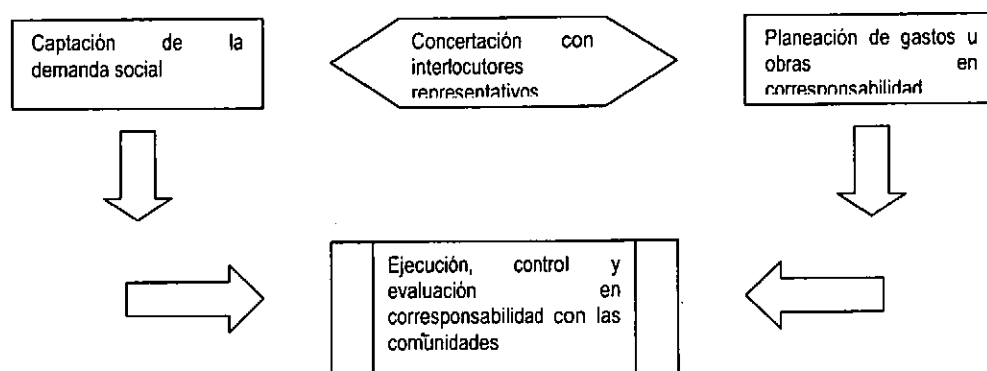 Captación de la
demanda social
Concertación con
interlocutores
representativos
Planeación de gastos u
obras en
corresponsabilidad
Ejecución, control y
evaluación en
corresponsabilidad con las
comunidades